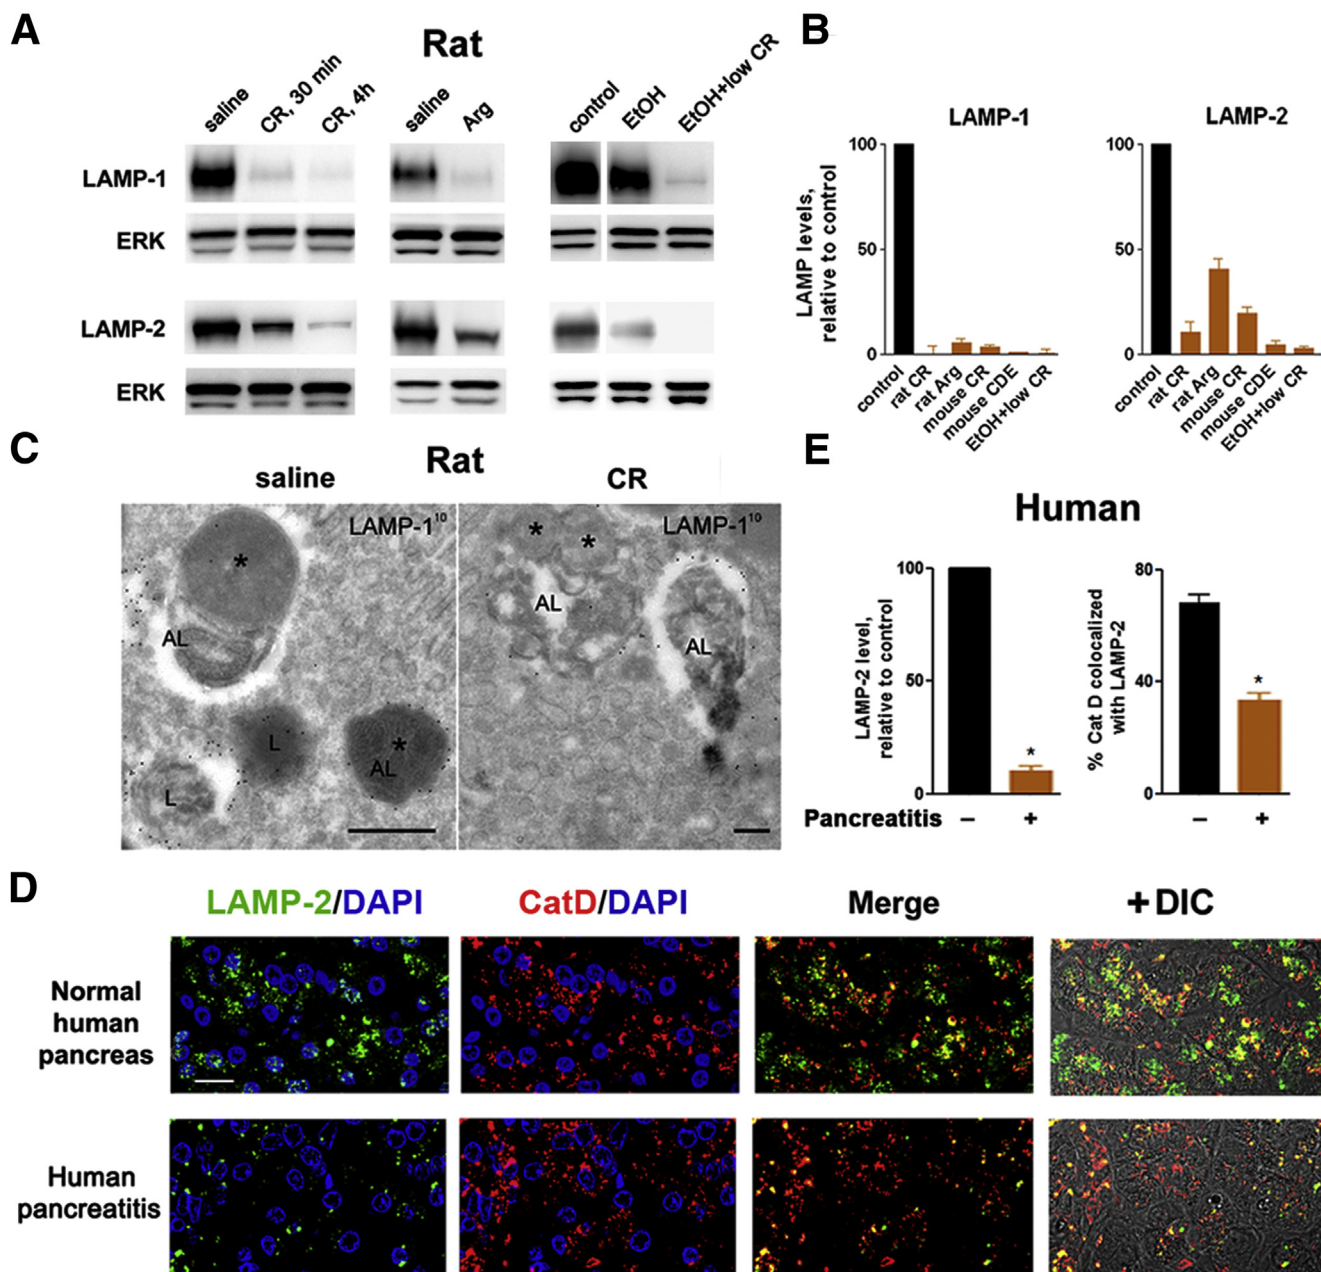 A
Rat
saline
CR, 30 min
CR, 4h
saline
Arg
control
EtOH
EtOH+low CR
LAMP-1
ERK
LAMP-2
ERK
B
LAMP-1
LAMP-2
LAMP levels,
relative to control
100
50
0
control
rat CR
rat Arg
mouse CR
mouse CDE
EtOH+low CR
100
50
0
control
rat CR
rat Arg
mouse CR
mouse CDE
EtOH+low CR
C
Rat
saline
CR
LAMP-1¹⁰
*
AL
L
L
*
AL
LAMP-1¹⁰
*
*
AL
AL
E
Human
LAMP-2 level,
relative to control
100
50
0
*
% Cat D colocalized
with LAMP-2
80
40
0
*
Pancreatitis – + – +
D
LAMP-2/DAPI
CatD/DAPI
Merge
+ DIC
Normal
human
pancreas
Human
pancreatitis